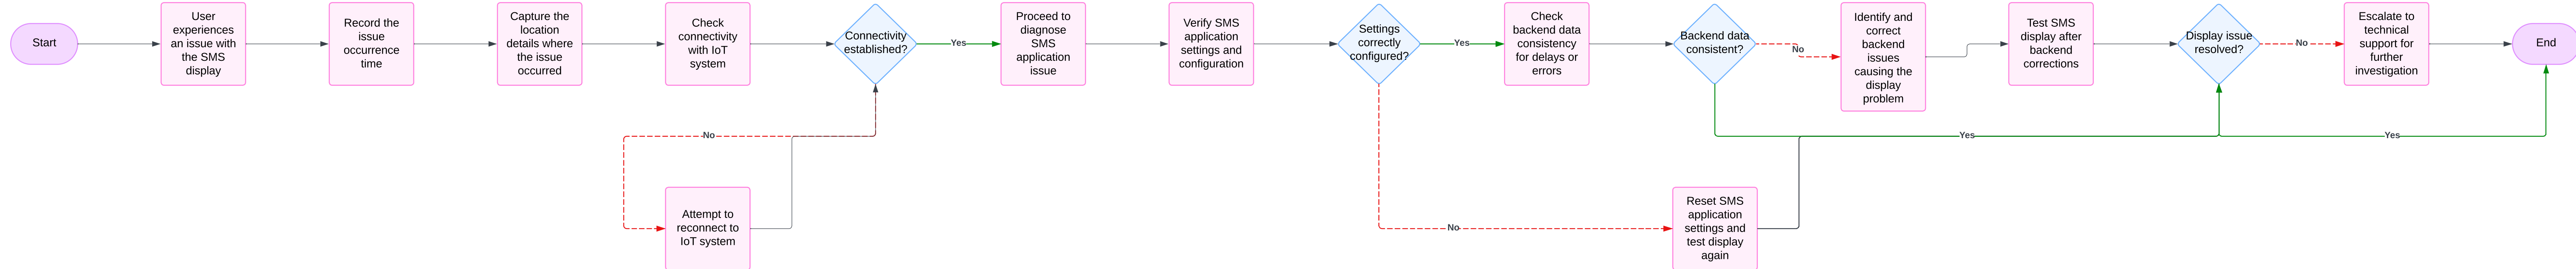 Start
User
experiences
an issue with
the SMS
display
Record the
issue
occurrence
time
Capture the
location
details where
the issue
occurred
Check
connectivity
with IoT
system
Connectivity
established?
Yes
Proceed to
diagnose
SMS
application
issue
Verify SMS
application
settings and
configuration
Settings
correctly
configured?
Yes
Check
backend data
consistency
for delays or
errors
Backend data
consistent?
No
Identify and
correct
backend
issues
causing the
display
problem
Test SMS
display after
backend
corrections
Display issue
resolved?
No
Escalate to
technical
support for
further
investigation
End
No
Yes
Yes
Attempt to
reconnect to
IoT system
No
Reset SMS
application
settings and
test display
again